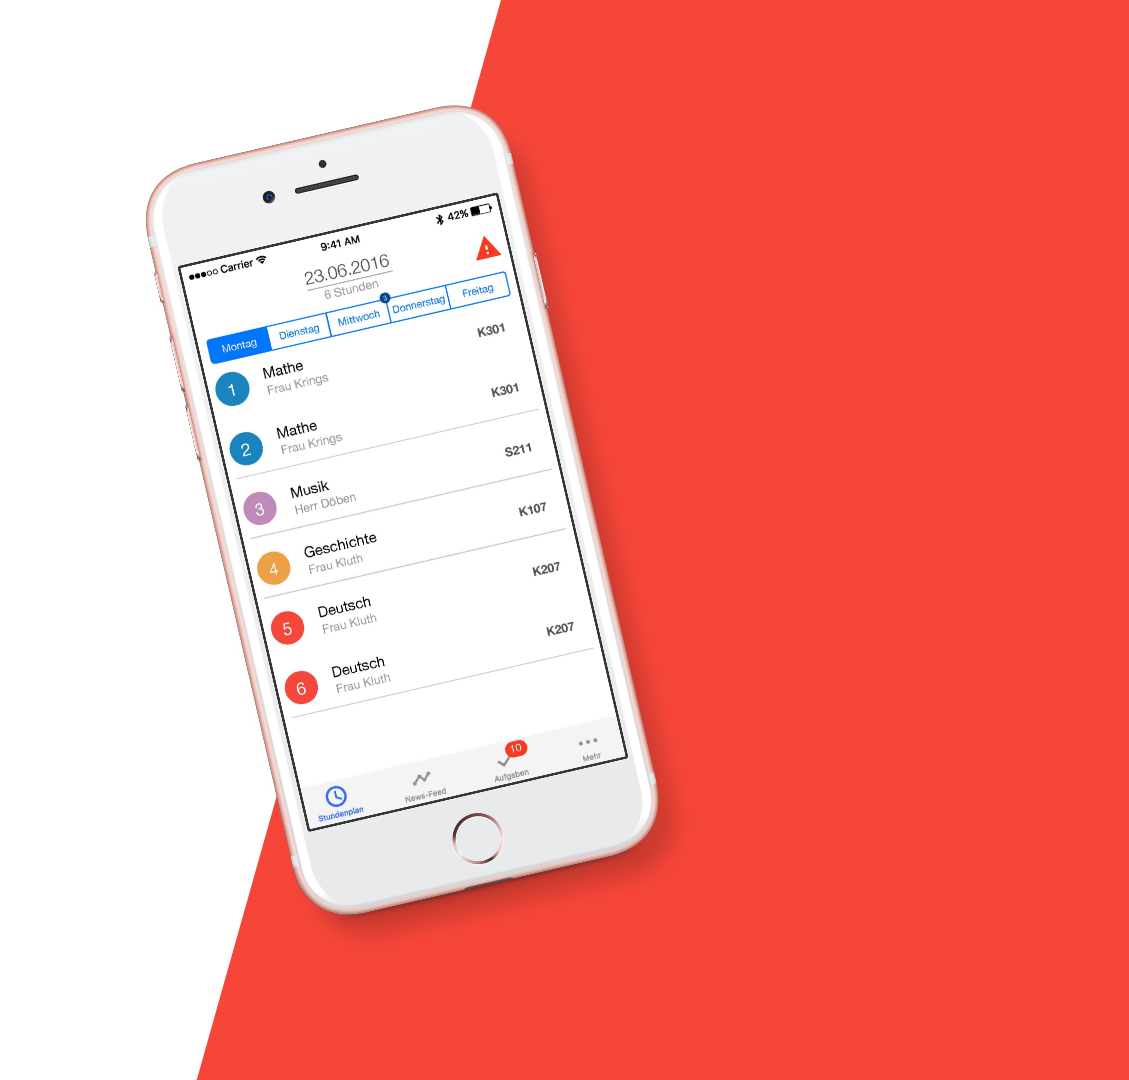 Carrier 9:41 AM 42%
23.06.2016
6 Stunden
Montag Dienstag Mittwoch 3 Donnerstag Freitag
1 Mathe K301
Frau Krings
2 Mathe K301
Frau Krings
3 Musik S211
Herr Döben
4 Geschichte K107
Frau Kluth
5 Deutsch K207
Frau Kluth
6 Deutsch K207
Frau Kluth
10
Stundenplan News-Feed Aufgeben Mehr